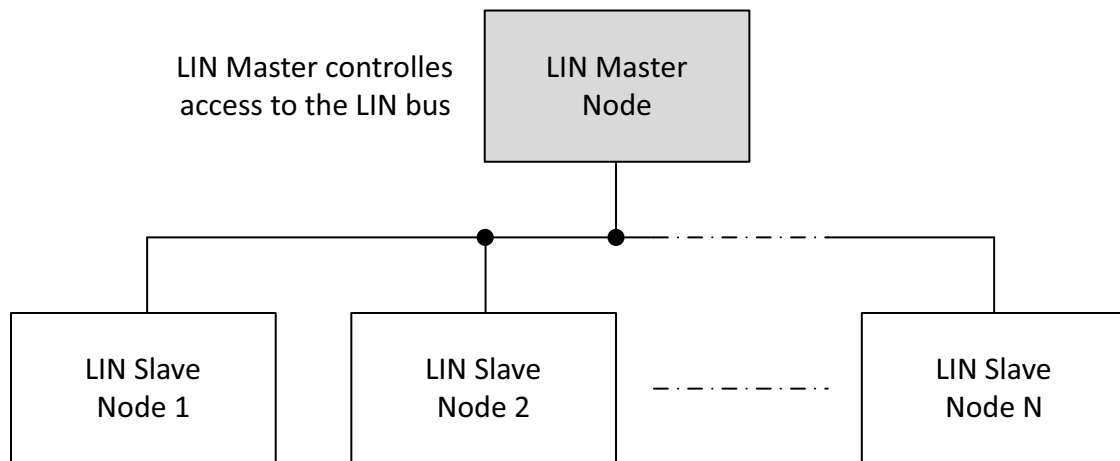 LIN Master controlles
access to the LIN bus
LIN Master
Node
LIN Slave
Node 1
LIN Slave
Node 2
LIN Slave
Node N